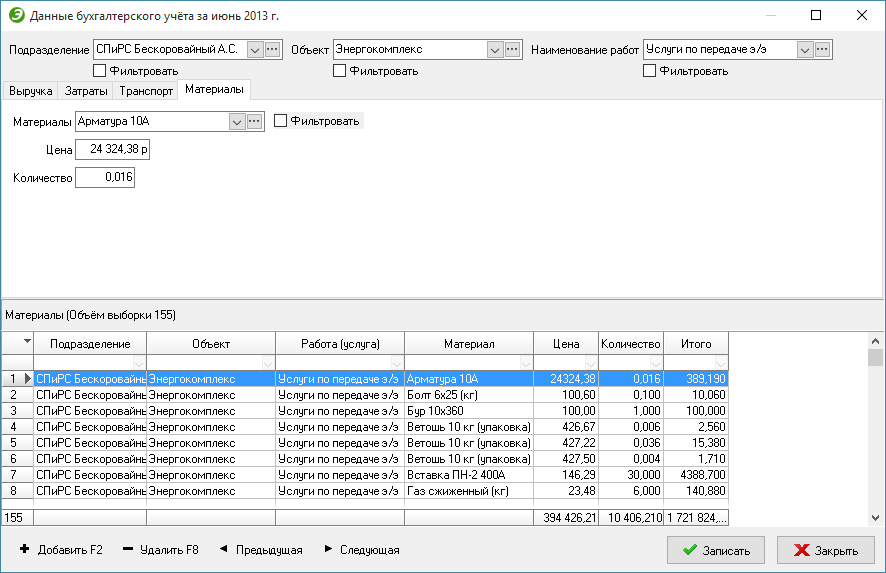 Данные бухгалтерского учёта за июнь 2013 г.
Подразделение СПиРС Бескоровайный А.С. Объект Энергокомплекс Наименование работ Услуги по передаче э/э
Фильтровать Фильтровать Фильтровать
Выручка Затраты Транспорт Материалы
Материалы Арматура 10А Фильтровать
Цена 24 324,38 р
Количество 0,016
Материалы (Объём выборки 155)
Подразделение Объект Работа (услуга) Материал Цена Количество Итого
1 СПиРС Бескоровайны Энергокомплекс Услуги по передаче э/э Арматура 10А 24324,38 0,016 389,190
2 СПиРС Бескоровайны Энергокомплекс Услуги по передаче э/э Болт 6х25 (кг) 100,60 0,100 10,060
3 СПиРС Бескоровайны Энергокомплекс Услуги по передаче э/э Бур 10х360 100,00 1,000 100,000
4 СПиРС Бескоровайны Энергокомплекс Услуги по передаче э/э Ветошь 10 кг (упаковка) 426,67 0,006 2,560
5 СПиРС Бескоровайны Энергокомплекс Услуги по передаче э/э Ветошь 10 кг (упаковка) 427,22 0,036 15,380
6 СПиРС Бескоровайны Энергокомплекс Услуги по передаче э/э Ветошь 10 кг (упаковка) 427,50 0,004 1,710
7 СПиРС Бескоровайны Энергокомплекс Услуги по передаче э/э Вставка ПН-2 400А 146,29 30,000 4388,700
8 СПиРС Бескоровайны Энергокомплекс Услуги по передаче э/э Газ сжиженный (кг) 23,48 6,000 140,880
155 394 426,21 10 406,210 1 721 824,...
Добавить F2 Удалить F8 Предыдущая Следующая Записать Закрыть